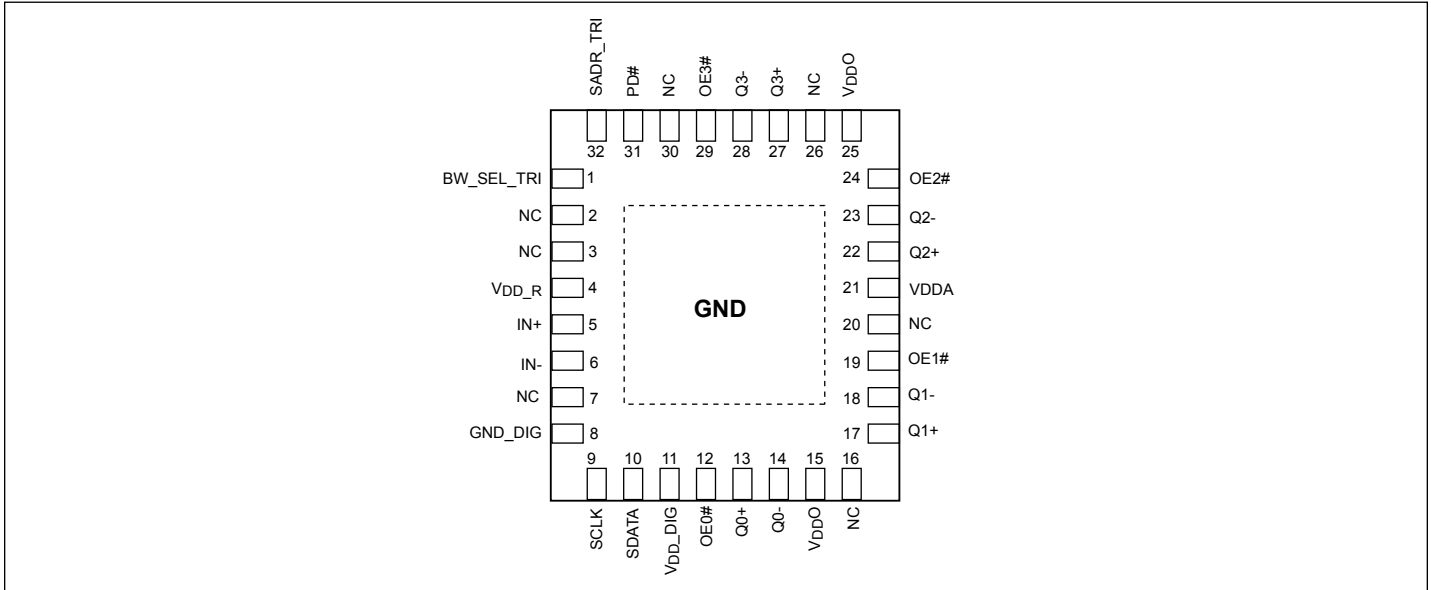 SADR_TRI
PD#
NC
OE3#
Q3-
Q3+
NC
VDDO
32
31
30
29
28
27
26
25
BW_SEL_TRI 1
NC 2
NC 3
VDD_R 4
IN+ 5
IN- 6
NC 7
GND_DIG 8
GND
24 OE2#
23 Q2-
22 Q2+
21 VDDA
20 NC
19 OE1#
18 Q1-
17 Q1+
9
10
11
12
13
14
15
16
SCLK
SDATA
VDD_DIG
OE0#
Q0+
Q0-
VDDO
NC